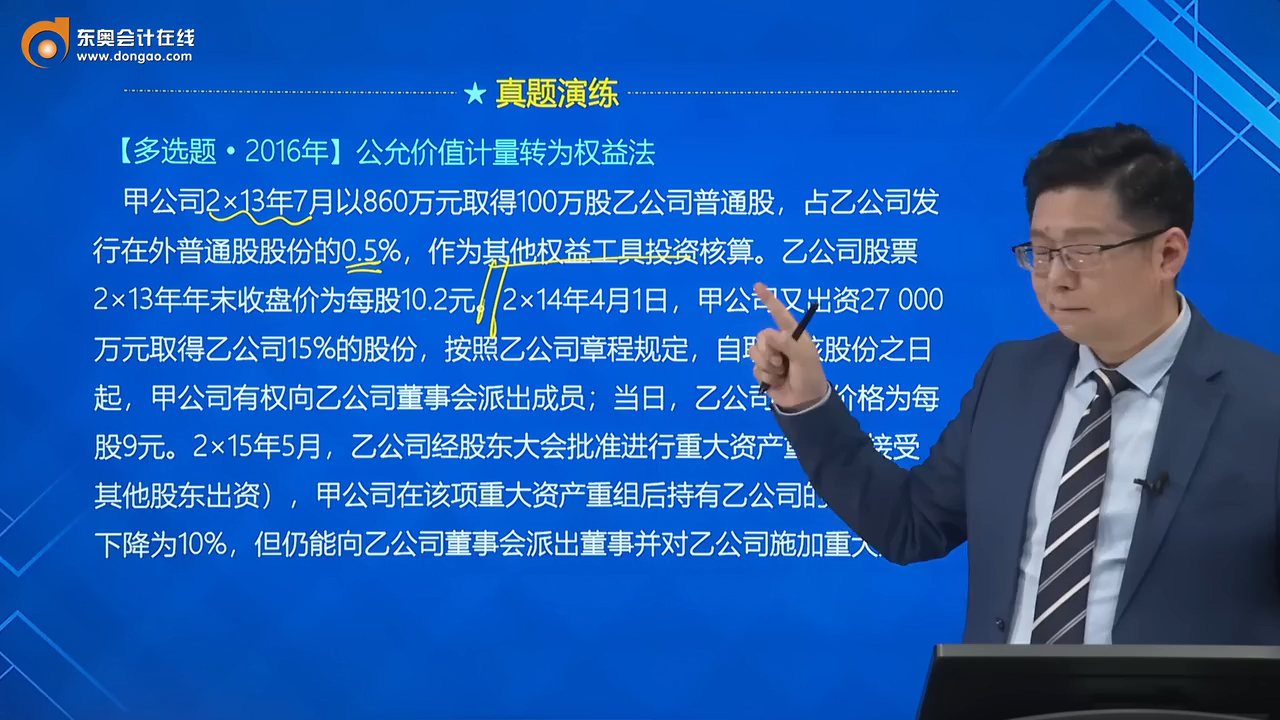 东奥会计在线
www.dongao.com
★ 真题演练
【多选题•2016年】公允价值计量转为权益法
甲公司2×13年7月以860万元取得100万股乙公司普通股，占乙公司发
行在外普通股股份的0.5%，作为其他权益工具投资核算。乙公司股票
2×13年年末收盘价为每股10.2元。2×14年4月1日，甲公司又出资27 000
万元取得乙公司15%的股份，按照乙公司章程规定，自取 股份之日
起，甲公司有权向乙公司董事会派出成员；当日，乙公司 价格为每
股9元。2×15年5月，乙公司经股东大会批准进行重大资产 接受
其他股东出资），甲公司在该项重大资产重组后持有乙公司的
下降为10%，但仍能向乙公司董事会派出董事并对乙公司施加重大